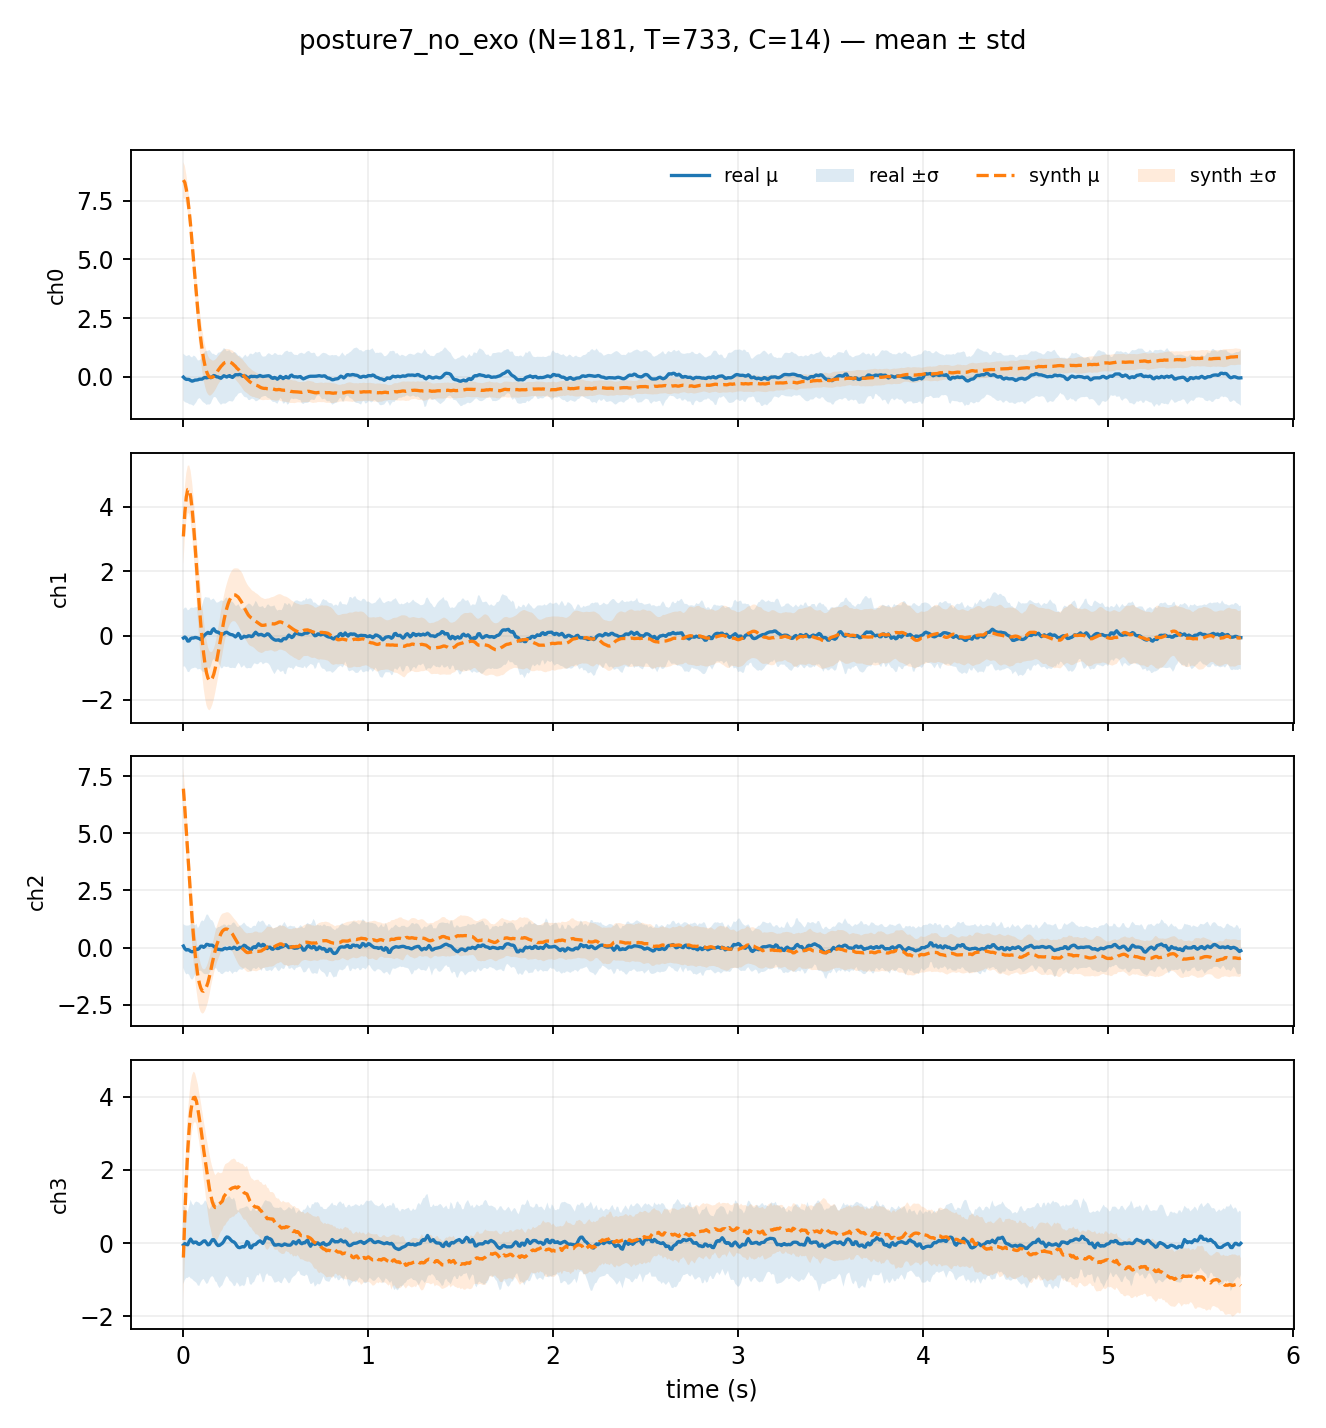 posture7_no_exo (N=181, T=733, C=14) — mean ± std
real μ real ±σ synth μ synth ±σ
7.5
5.0
2.5
0.0
ch0
4
2
0
−2
ch1
7.5
5.0
2.5
0.0
−2.5
ch2
4
2
0
−2
ch3
0 1 2 3 4 5 6
time (s)